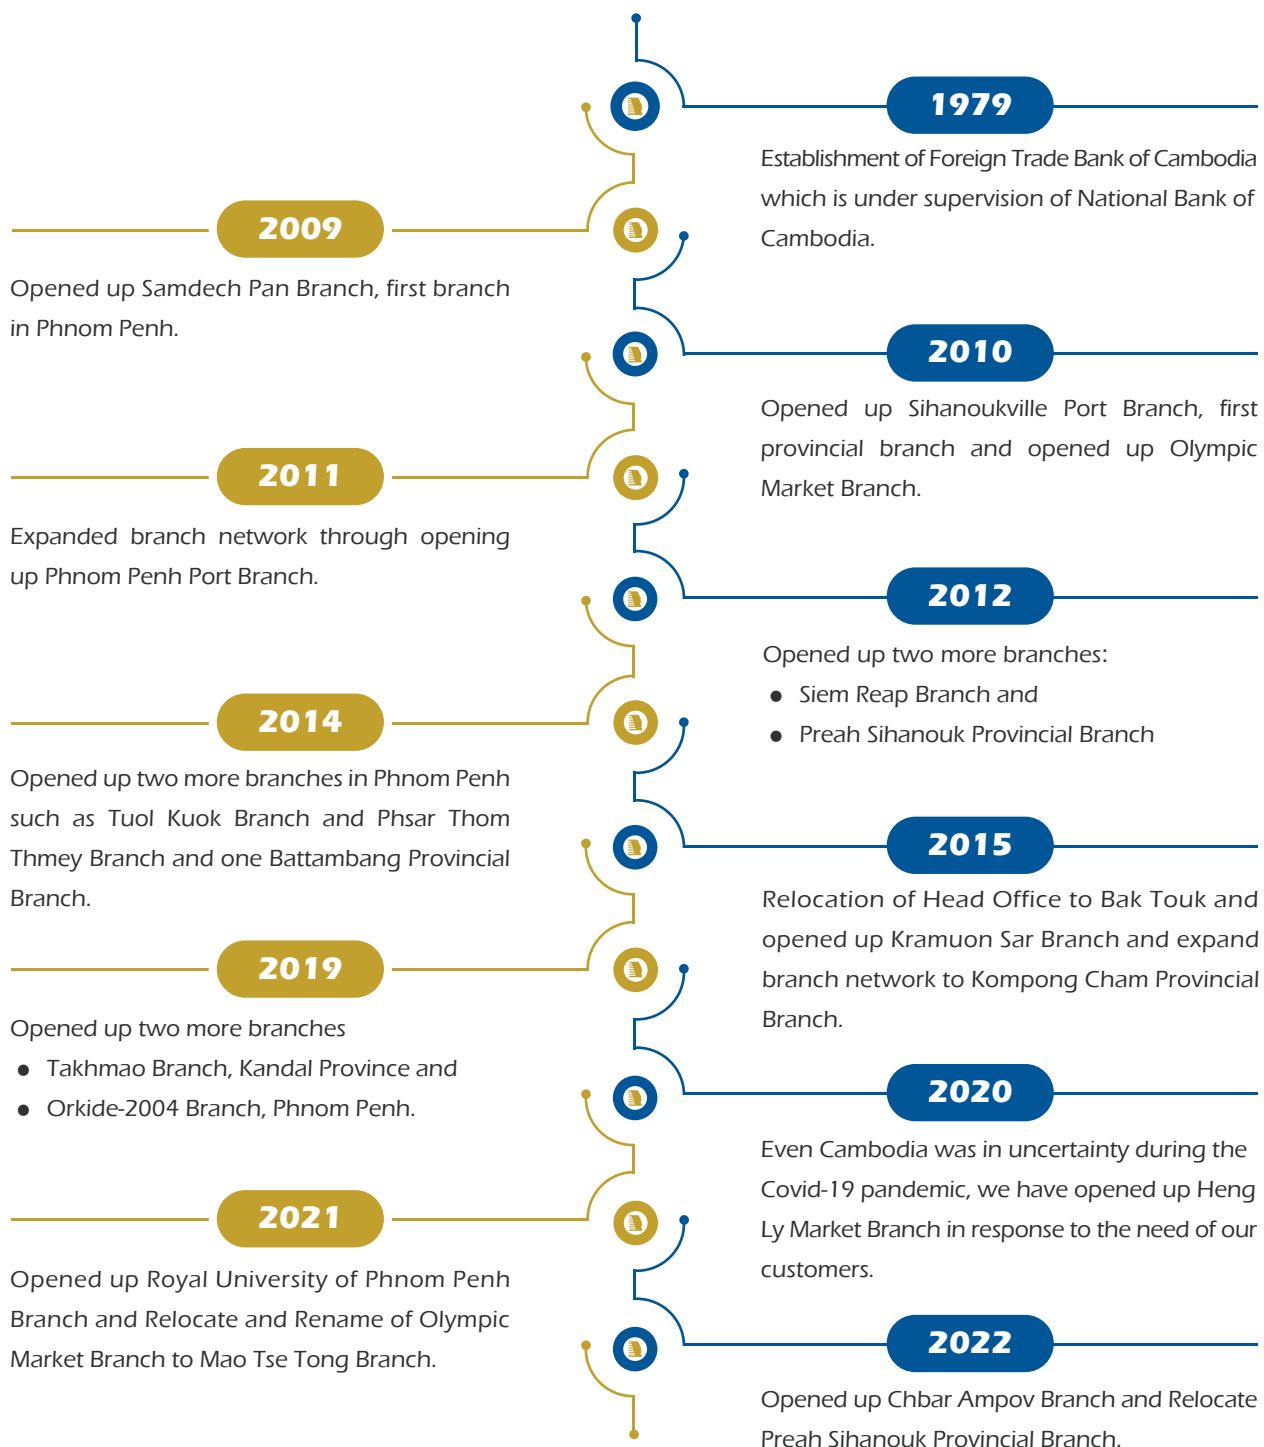 1979
Establishment of Foreign Trade Bank of Cambodia
which is under supervision of National Bank of
Cambodia.
2009
Opened up Samdech Pan Branch, first branch
in Phnom Penh.
2010
Opened up Sihanoukville Port Branch, first
provincial branch and opened up Olympic
Market Branch.
2011
Expanded branch network through opening
up Phnom Penh Port Branch.
2012
Opened up two more branches:
● Siem Reap Branch and
● Preah Sihanouk Provincial Branch
2014
Opened up two more branches in Phnom Penh
such as Tuol Kuok Branch and Phsar Thom
Thmey Branch and one Battambang Provincial
Branch.
2015
Relocation of Head Office to Bak Touk and
opened up Kramuon Sar Branch and expand
branch network to Kompong Cham Provincial
Branch.
2019
Opened up two more branches
● Takhmao Branch, Kandal Province and
● Orkide-2004 Branch, Phnom Penh.
2020
Even Cambodia was in uncertainty during the
Covid-19 pandemic, we have opened up Heng
Ly Market Branch in response to the need of our
customers.
2021
Opened up Royal University of Phnom Penh
Branch and Relocate and Rename of Olympic
Market Branch to Mao Tse Tong Branch.
2022
Opened up Chbar Ampov Branch and Relocate
Preah Sihanouk Provincial Branch.